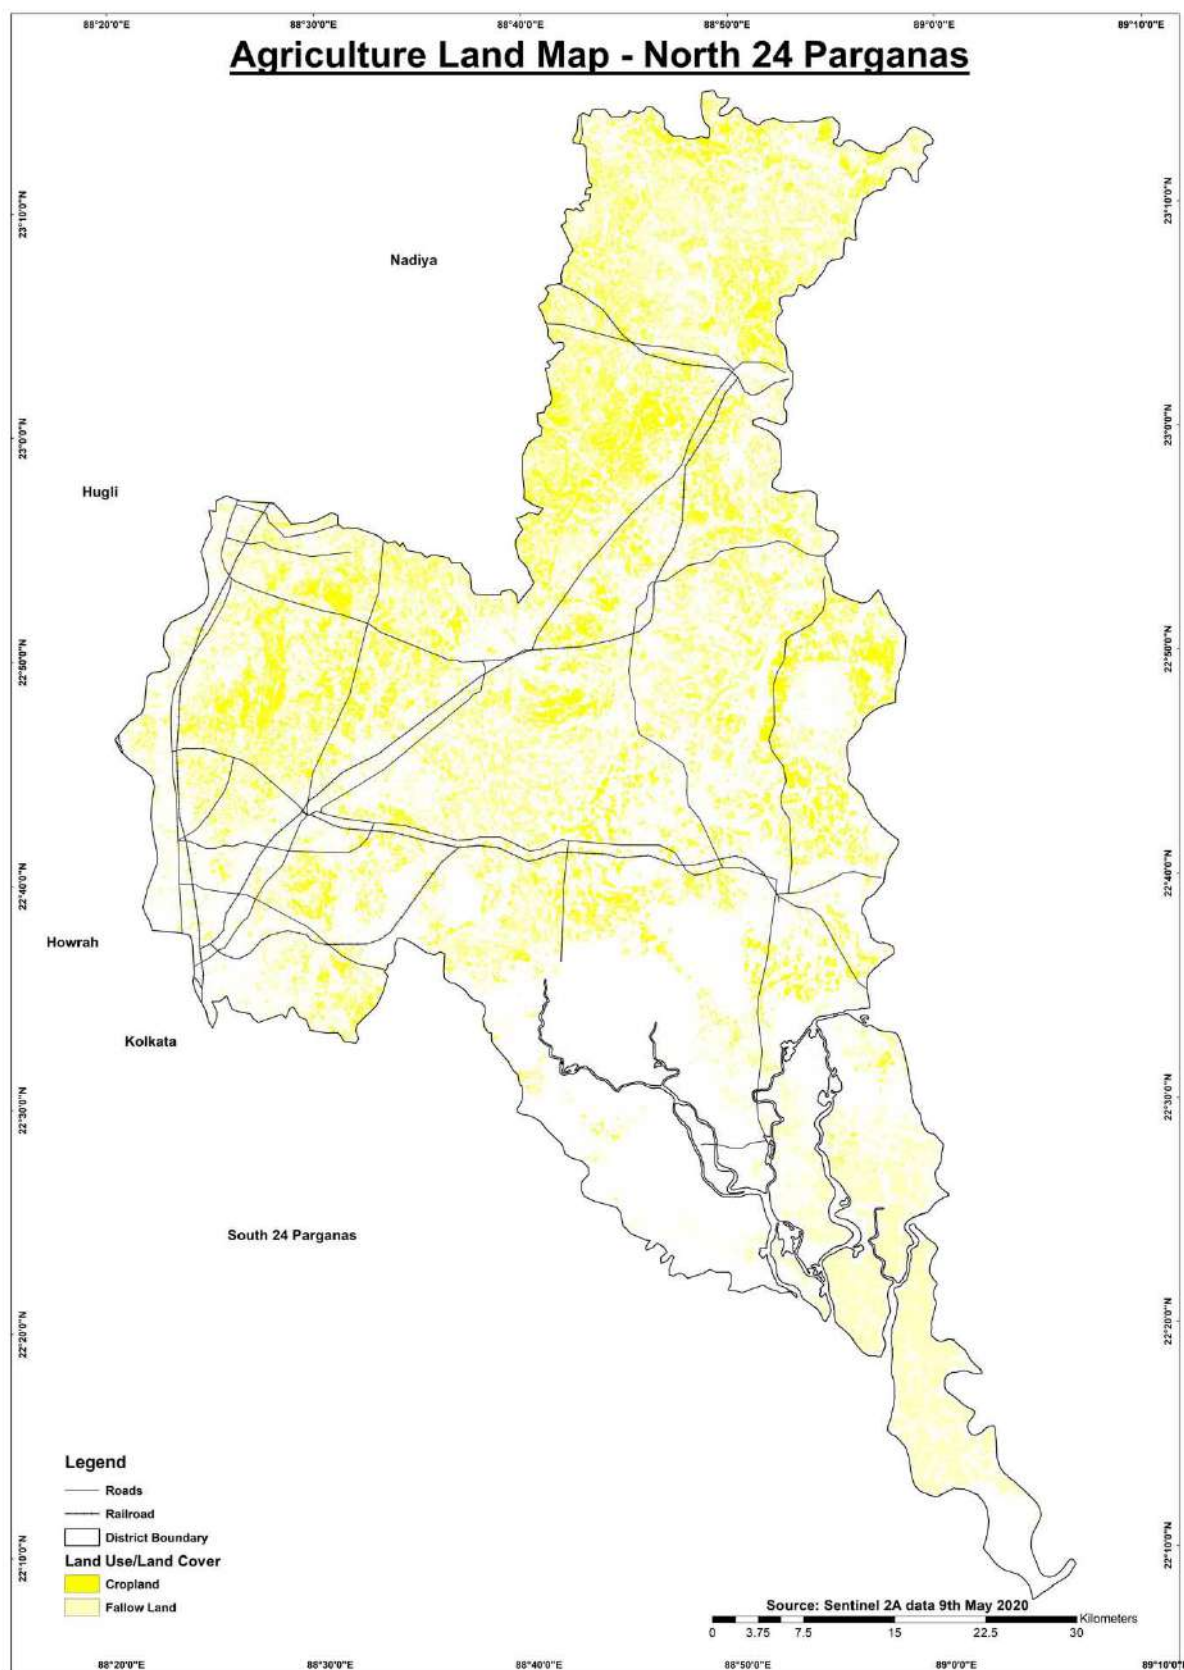 88°20'0"E 88°30'0"E 88°40'0"E 88°50'0"E 89°0'0"E 89°10'0"E
Agriculture Land Map - North 24 Parganas
23°10'0"N 23°10'0"N
Nadiya
23°0'0"N 23°0'0"N
Hugli
22°50'0"N 22°50'0"N
22°40'0"N 22°40'0"N
Howrah
Kolkata
22°30'0"N 22°30'0"N
South 24 Parganas
22°20'0"N 22°20'0"N
Legend
Roads
Railroad
District Boundary
Land Use/Land Cover
Cropland
Fallow Land
22°10'0"N 22°10'0"N
Source: Sentinel 2A data 9th May 2020
Kilometers
0 3.75 7.5 15 22.5 30
88°20'0"E 88°30'0"E 88°40'0"E 88°50'0"E 89°0'0"E 89°10'0"E